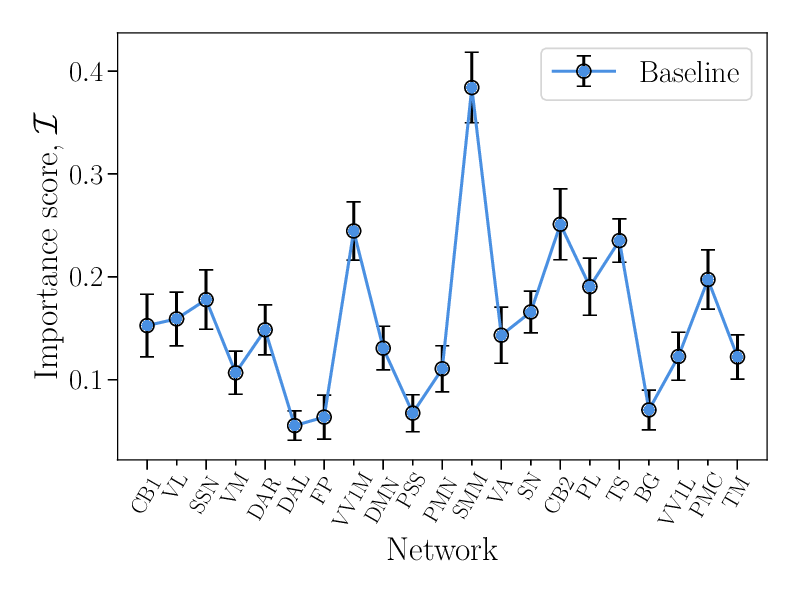 Baseline
0.4
0.3
0.2
0.1
Importance score, ℐ
CB1 VL SSN VM DAR DAL FP VV1M DMN PSS PMN SMM VA SN CB2 PL TS BG VV1L PMC TM
Network